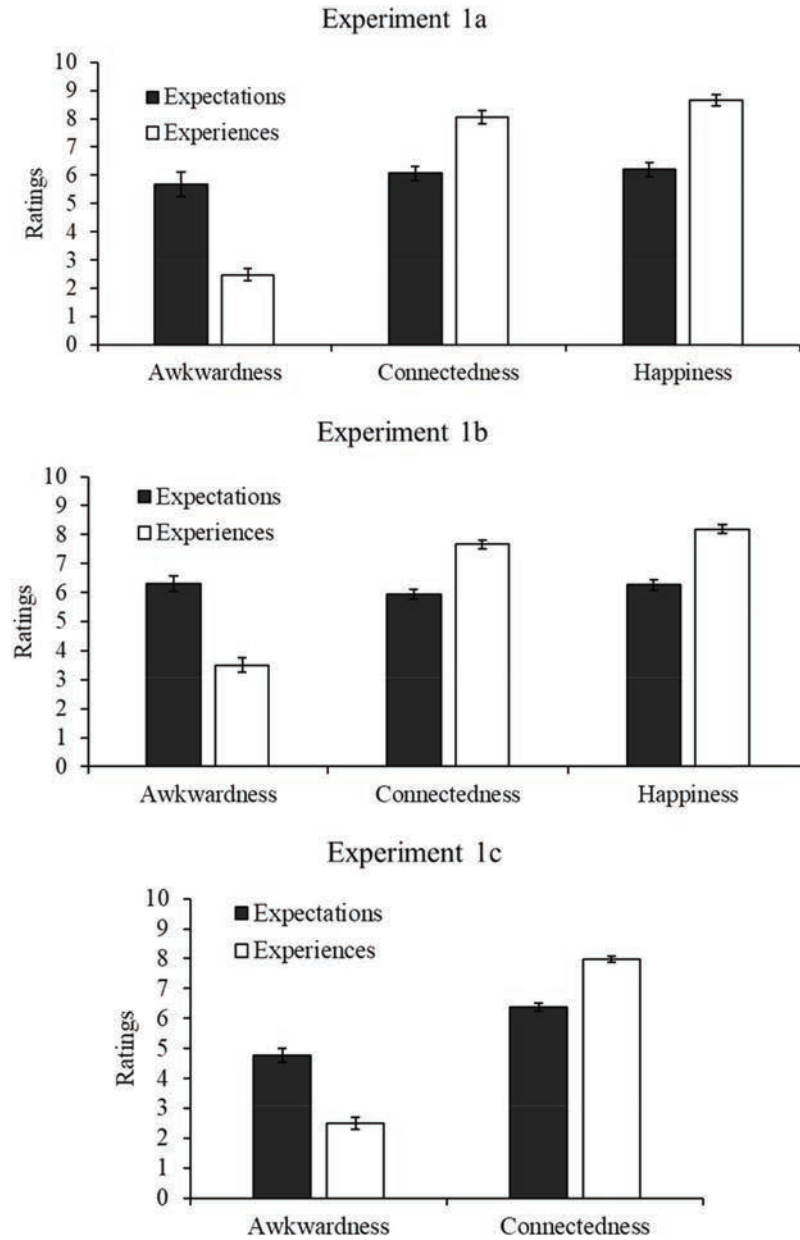 Experiment 1a
10
9
8
7
6
5
4
3
2
1
0
Ratings
Expectations
Experiences
Awkwardness Connectedness Happiness
Experiment 1b
10
9
8
7
6
5
4
3
2
1
0
Ratings
Expectations
Experiences
Awkwardness Connectedness Happiness
Experiment 1c
10
9
8
7
6
5
4
3
2
1
0
Ratings
Expectations
Experiences
Awkwardness Connectedness